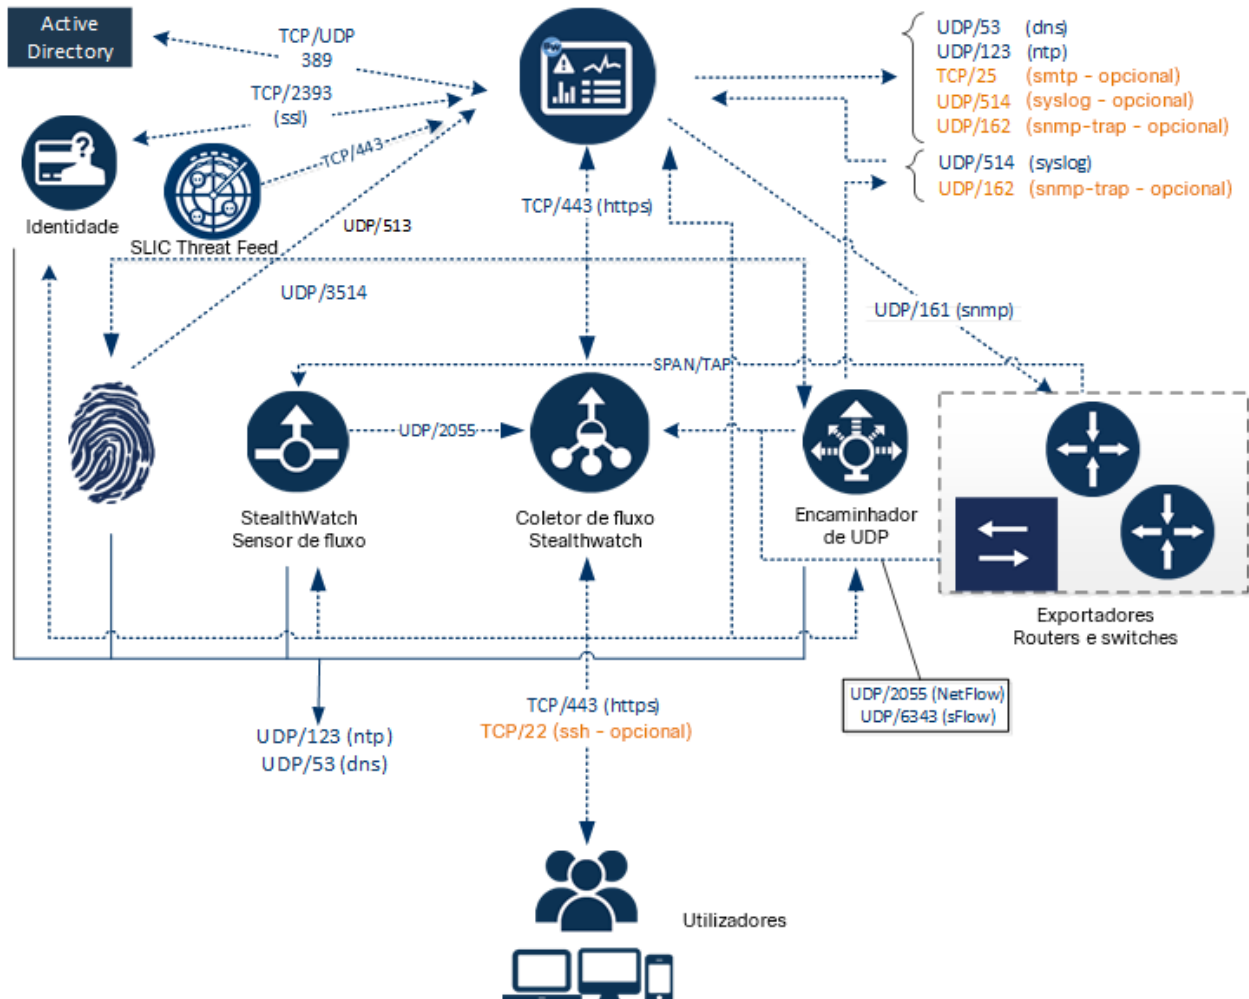 Active
Directory
TCP/UDP
389
TCP/2393
(ssl)
TCP/443
Identidade
SLIC Threat Feed
UDP/513
UDP/3514
Pw
TCP/443 (https)
UDP/53 (dns)
UDP/123 (ntp)
TCP/25 (smtp - opcional)
UDP/514 (syslog - opcional)
UDP/162 (snmp-trap - opcional)
UDP/514 (syslog)
UDP/162 (snmp-trap - opcional)
UDP/161 (snmp)
SPAN/TAP
UDP/2055
StealthWatch
Sensor de fluxo
Coletor de fluxo
Stealthwatch
Encaminhador
de UDP
Exportadores
Routers e switches
UDP/2055 (NetFlow)
UDP/6343 (sFlow)
UDP/123 (ntp)
UDP/53 (dns)
TCP/443 (https)
TCP/22 (ssh - opcional)
Utilizadores